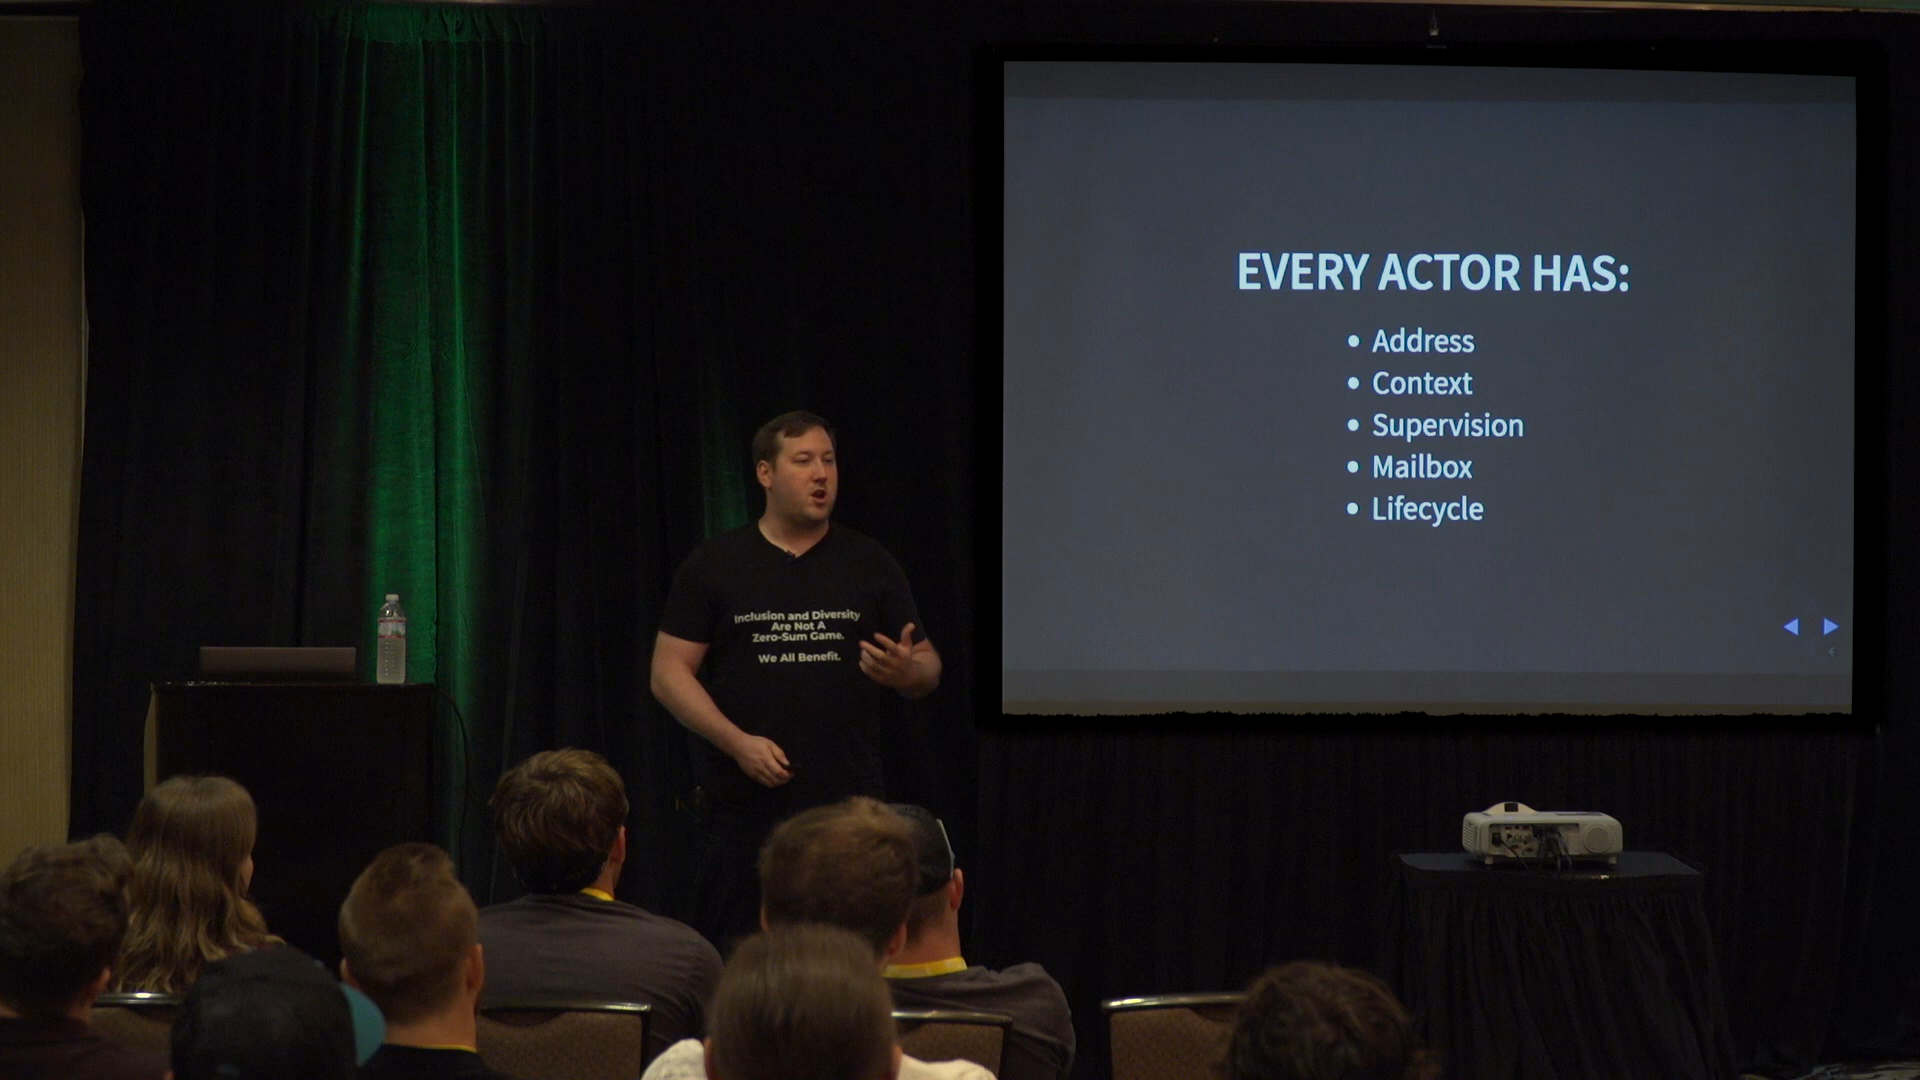 EVERY ACTOR HAS:
Address
Context
Supervision
Mailbox
Lifecycle
Inclusion and Diversity
Are Not A
Zero-Sum Game.
We All Benefit.